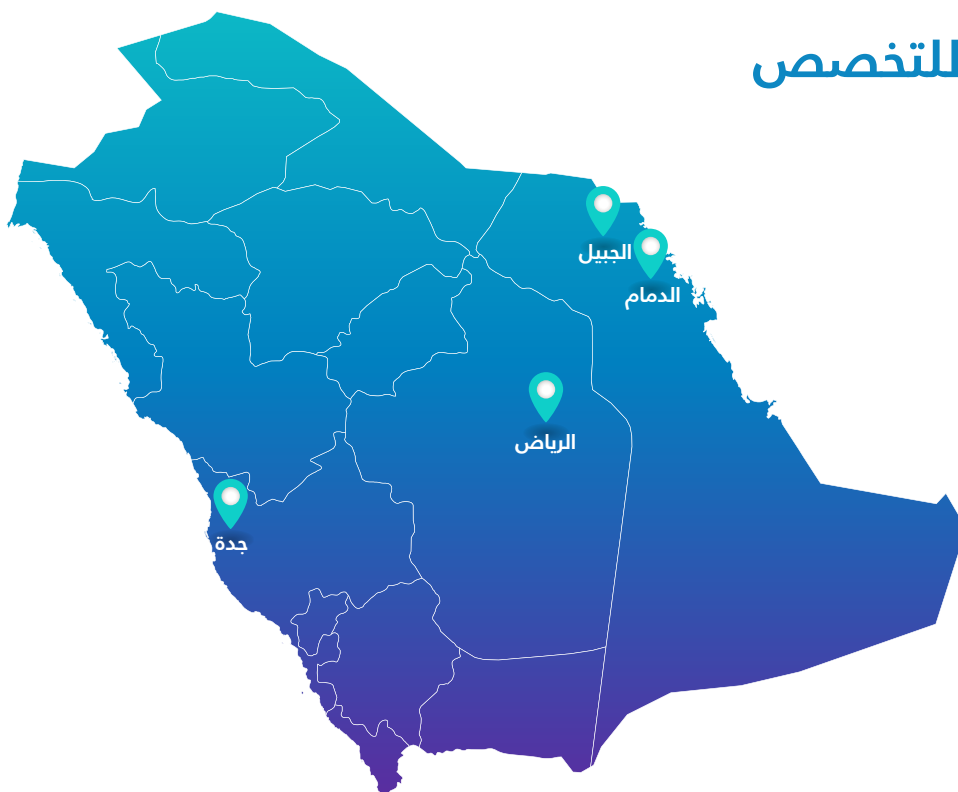 للتخصص
الجبيل
الدمام
الرياض
جدة